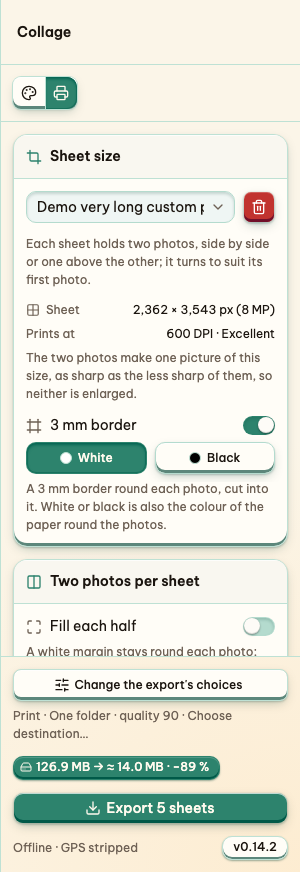 Collage
Sheet size
Demo very long custom p
Each sheet holds two photos, side by side
or one above the other; it turns to suit its
first photo.
Sheet 2,362 × 3,543 px (8 MP)
Prints at 600 DPI · Excellent
The two photos make one picture of this
size, as sharp as the less sharp of them, so
neither is enlarged.
3 mm border
White Black
A 3 mm border round each photo, cut into
it. White or black is also the colour of the
paper round the photos.
Two photos per sheet
Fill each half
A white margin stays round each photo:
Change the export's choices
Print · One folder · quality 90 · Choose
destination…
126.9 MB → ≈ 14.0 MB · −89 %
Export 5 sheets
Offline · GPS stripped v0.14.2